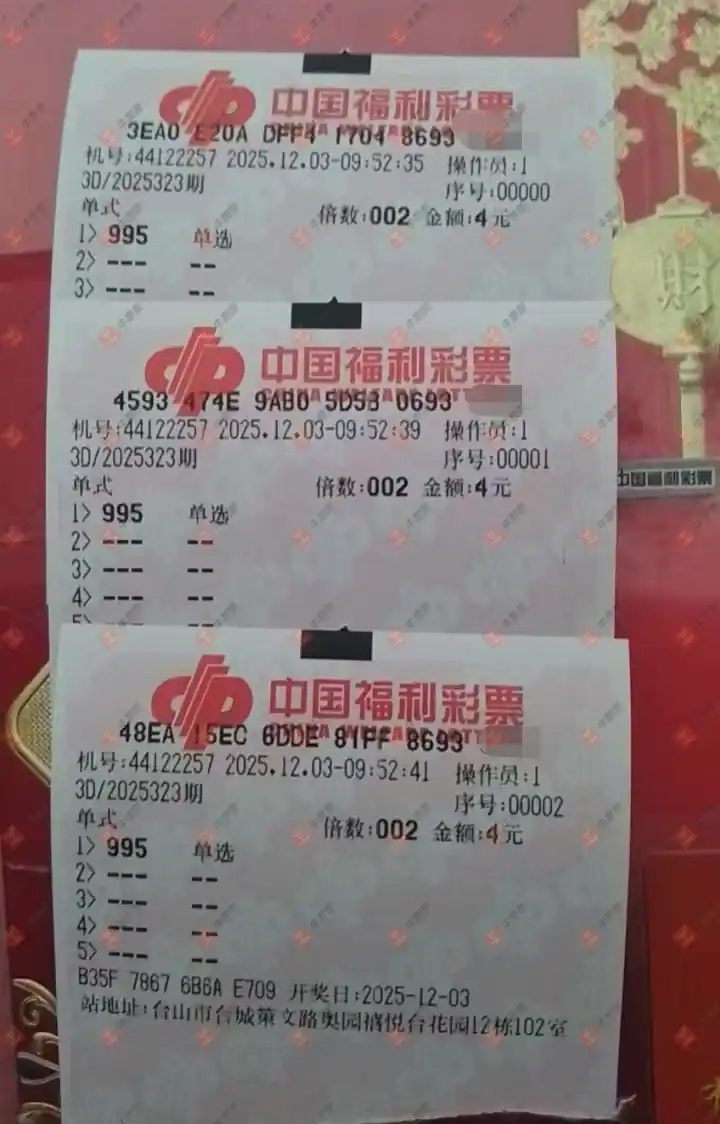 中国福利彩票
3EA0 E20A DFF4 1704 8693
机号:44122257 2025.12.03-09:52:35 操作员:1
3D/2025323期 序号:00000
单式 倍数:002 金额:4元
1> 995 单选
2> --- --
3> --- --
中国福利彩票
4593 474E 9AB0 5D5B 0693
机号:44122257 2025.12.03-09:52:39 操作员:1
3D/2025323期 序号:00001
单式 倍数:002 金额:4元
1> 995 单选
2> --- --
3> --- --
4> --- --
5>
中国福利彩票
48EA 15EC 6DDE 81FF 8693
机号:44122257 2025.12.03-09:52:41 操作员:1
3D/2025323期 序号:00002
单式 倍数:002 金额:4元
1> 995 单选
2> --- --
3> --- --
4> --- --
5> --- --
B35F 7867 6B6A E709 开奖日:2025-12-03
站地址:台山市台城策文路奥园禧悦台花园12栋102室
财
中国福利彩票